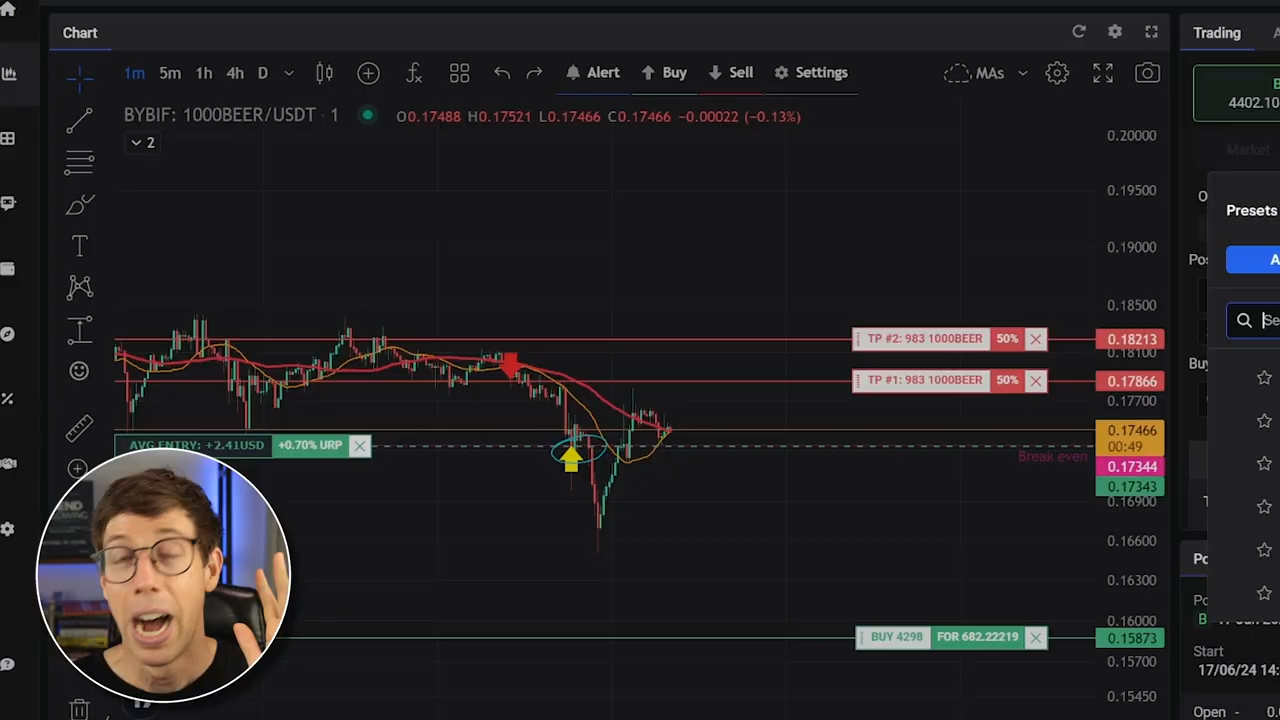 Chart
Trading
1m 5m 1h 4h D
Alert
Buy
Sell
Settings
MAs
4402.10
BYBIF: 1000BEER/USDT · 1
O0.17488 H0.17521 L0.17466 C0.17466 −0.00022 (−0.13%)
2
0.20000
Market
0.19500
Presets
0.19000
0.18500
TP #2: 983 1000BEER 50%
0.18213
0.18100
TP #1: 983 1000BEER 50%
0.17866
0.17700
0.17466
00:49
AVG ENTRY: +2.41USD +0.70% URP
Break even
0.17344
0.17343
0.16900
0.16600
0.16300
0.16000
BUY 4298 FOR 682.22219
0.15873
Start
0.15700
17/06/24 14:
0.15450
Open -